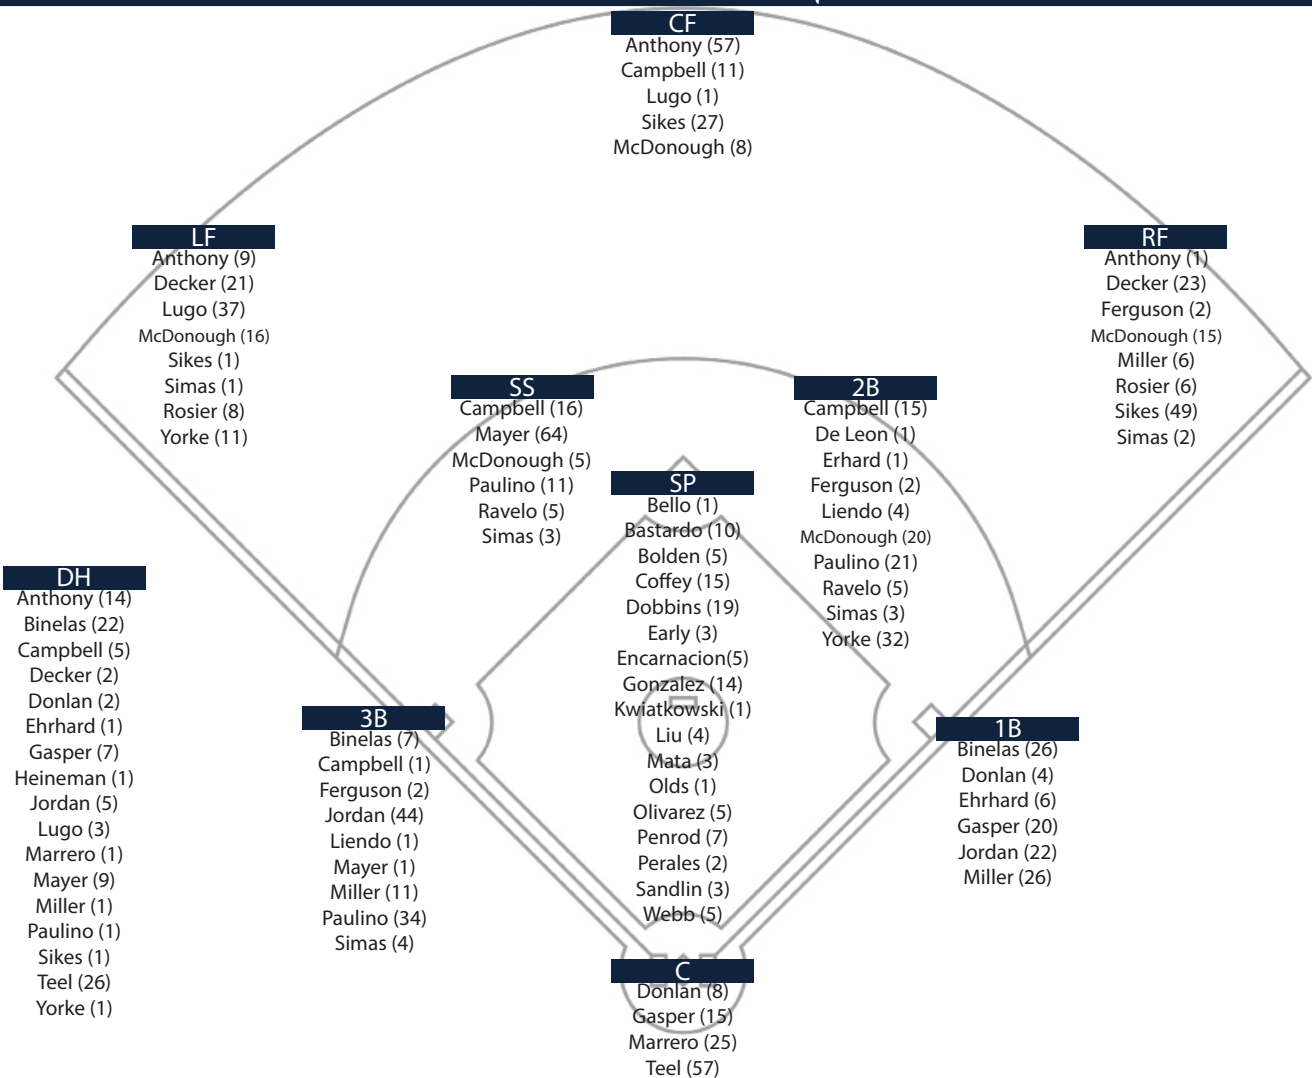 CF
Anthony (57)
Campbell (11)
Lugo (1)
Sikes (27)
McDonough (8)
LF
Anthony (9)
Decker (21)
Lugo (37)
McDonough (16)
Sikes (1)
Simas (1)
Rosier (8)
Yorke (11)
RF
Anthony (1)
Decker (23)
Ferguson (2)
McDonough (15)
Miller (6)
Rosier (6)
Sikes (49)
Simas (2)
SS
Campbell (16)
Mayer (64)
McDonough (5)
Paulino (11)
Ravelo (5)
Simas (3)
2B
Campbell (15)
De Leon (1)
Erhard (1)
Ferguson (2)
Liendo (4)
McDonough (20)
Paulino (21)
Ravelo (5)
Simas (3)
Yorke (32)
SP
Bello (1)
Bastardo (10)
Bolden (5)
Coffey (15)
Dobbins (19)
Early (3)
Encarnacion(5)
Gonzalez (14)
Kwiatkowski (1)
Liu (4)
Mata (3)
Olds (1)
Olivarez (5)
Penrod (7)
Perales (2)
Sandlin (3)
Webb (5)
DH
Anthony (14)
Binelas (22)
Campbell (5)
Decker (2)
Donlan (2)
Ehrhard (1)
Gasper (7)
Heineman (1)
Jordan (5)
Lugo (3)
Marrero (1)
Mayer (9)
Miller (1)
Paulino (1)
Sikes (1)
Teel (26)
Yorke (1)
3B
Binelas (7)
Campbell (1)
Ferguson (2)
Jordan (44)
Liendo (1)
Mayer (1)
Miller (11)
Paulino (34)
Simas (4)
1B
Binelas (26)
Donlan (4)
Ehrhard (6)
Gasper (20)
Jordan (22)
Miller (26)
C
Donlan (8)
Gasper (15)
Marrero (25)
Teel (57)